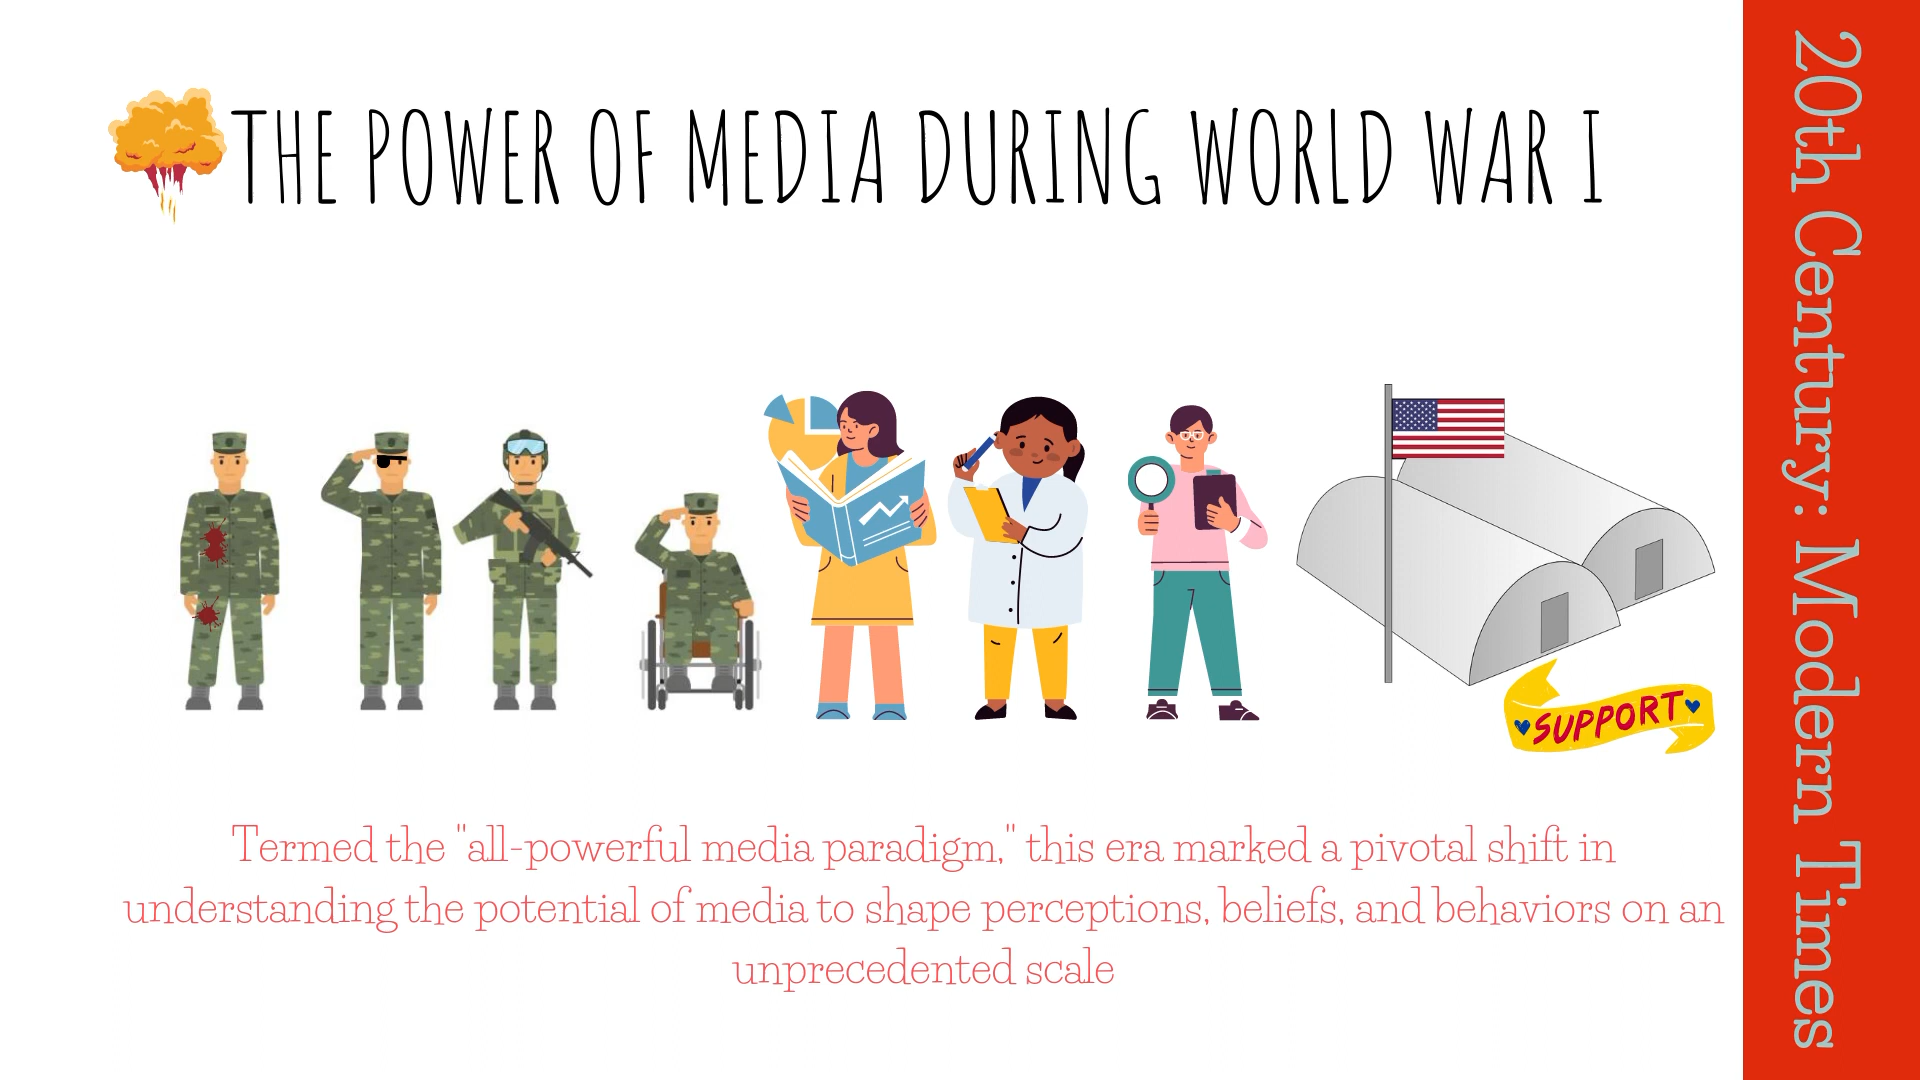 THE POWER OF MEDIA DURING WORLD WAR I
SUPPORT
Termed the "all-powerful media paradigm," this era marked a pivotal shift in
understanding the potential of media to shape perceptions, beliefs, and behaviors on an
unprecedented scale
20th Century: Modern Times